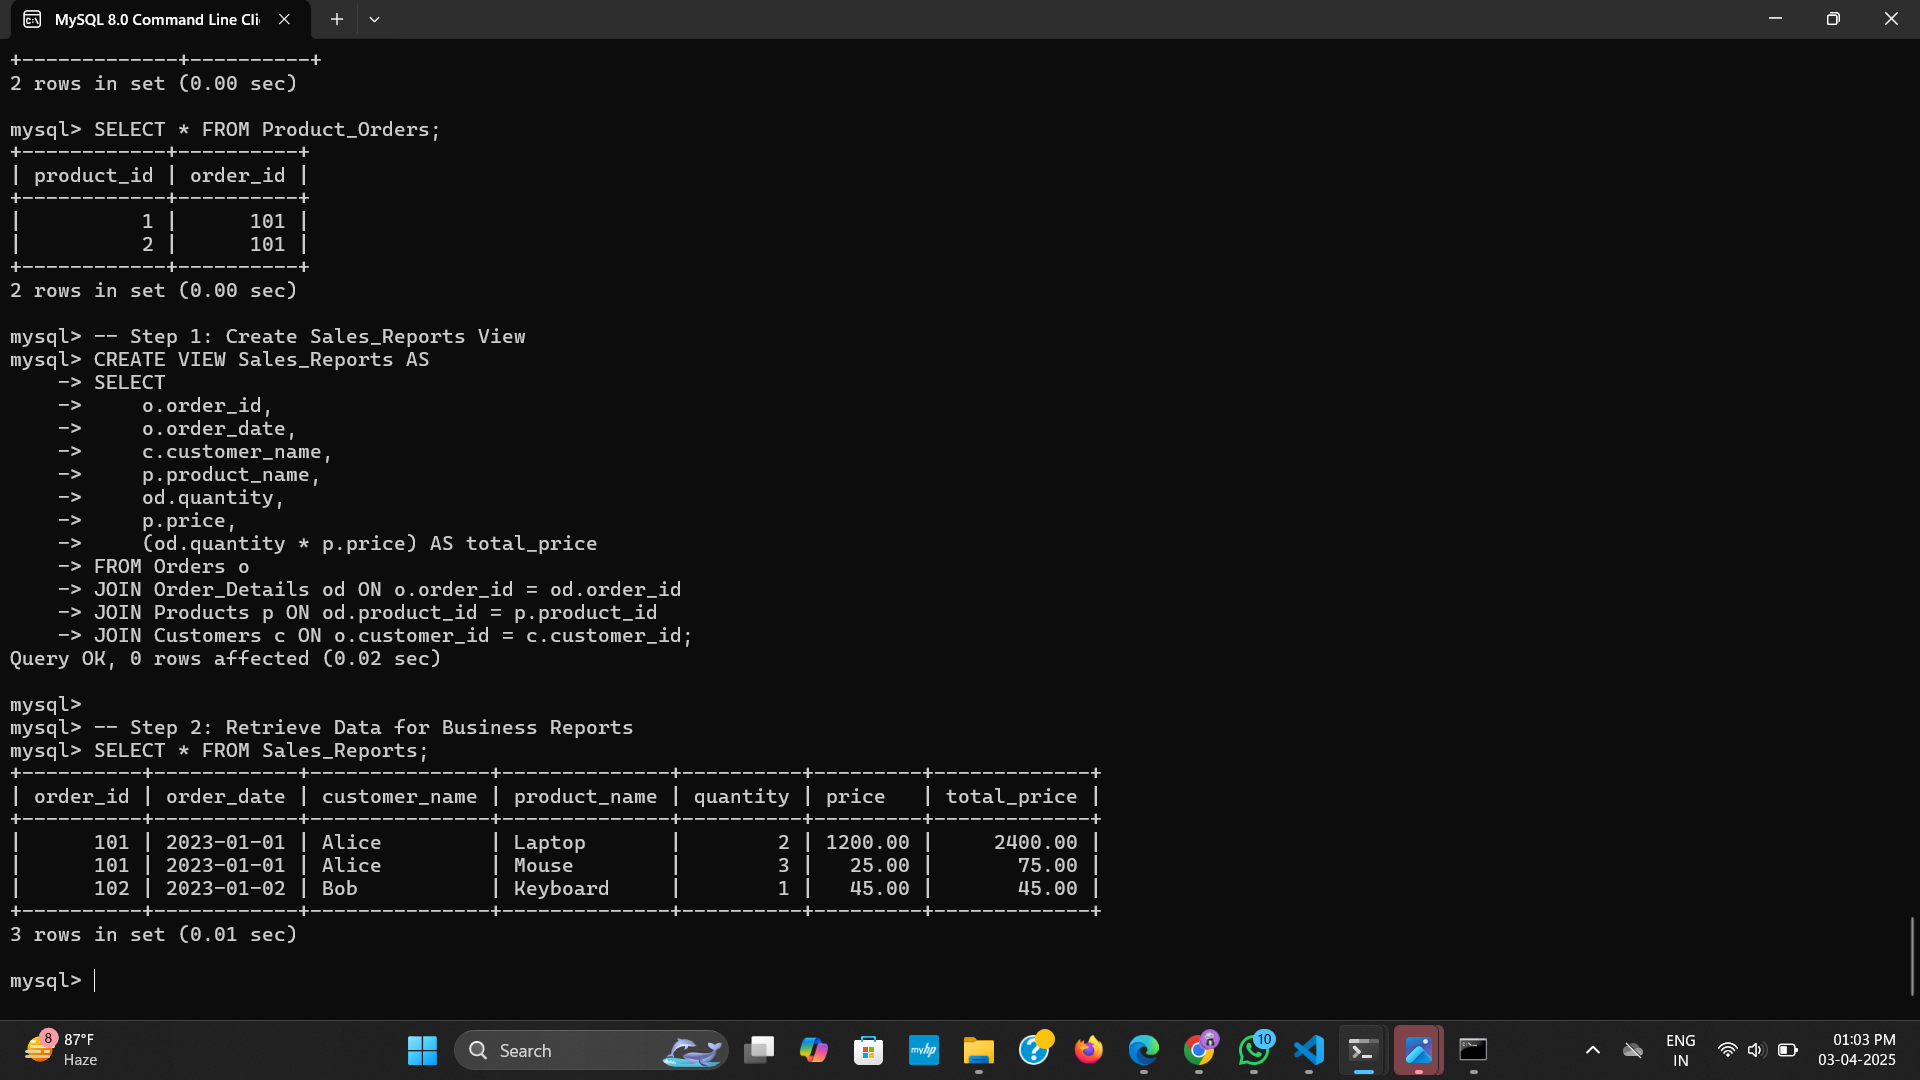 MySQL 8.0 Command Line Cli
+-------------+----------+
2 rows in set (0.00 sec)
mysql> SELECT * FROM Product_Orders;
+------------+----------+
| product_id | order_id |
+------------+----------+
|          1 |      101 |
|          2 |      101 |
+------------+----------+
2 rows in set (0.00 sec)
mysql> -- Step 1: Create Sales_Reports View
mysql> CREATE VIEW Sales_Reports AS
    -> SELECT
    ->     o.order_id,
    ->     o.order_date,
    ->     c.customer_name,
    ->     p.product_name,
    ->     od.quantity,
    ->     p.price,
    ->     (od.quantity * p.price) AS total_price
    -> FROM Orders o
    -> JOIN Order_Details od ON o.order_id = od.order_id
    -> JOIN Products p ON od.product_id = p.product_id
    -> JOIN Customers c ON o.customer_id = c.customer_id;
Query OK, 0 rows affected (0.02 sec)
mysql>
mysql> -- Step 2: Retrieve Data for Business Reports
mysql> SELECT * FROM Sales_Reports;
+----------+------------+---------------+--------------+----------+---------+-------------+
| order_id | order_date | customer_name | product_name | quantity | price   | total_price |
+----------+------------+---------------+--------------+----------+---------+-------------+
|      101 | 2023-01-01 | Alice         | Laptop       |        2 | 1200.00 |     2400.00 |
|      101 | 2023-01-01 | Alice         | Mouse        |        3 |   25.00 |       75.00 |
|      102 | 2023-01-02 | Bob           | Keyboard     |        1 |   45.00 |       45.00 |
+----------+------------+---------------+--------------+----------+---------+-------------+
3 rows in set (0.01 sec)
mysql>
8 87°F
Haze
Search
myhp
10
ENG
IN
01:03 PM
03-04-2025